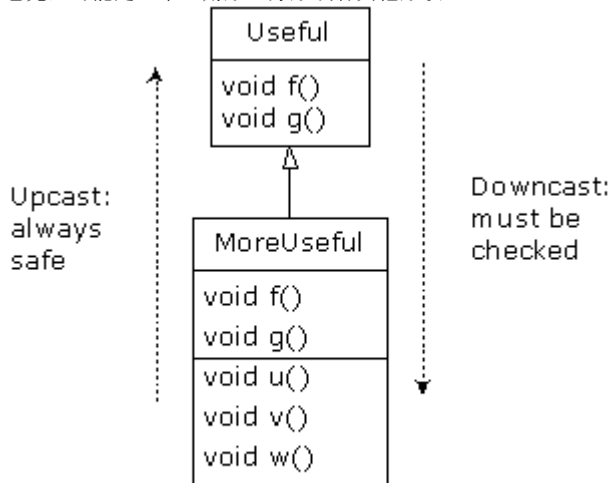 Useful
void f()
void g()
Upcast:
always
safe
Downcast:
must be
checked
MoreUseful
void f()
void g()
void u()
void v()
void w()